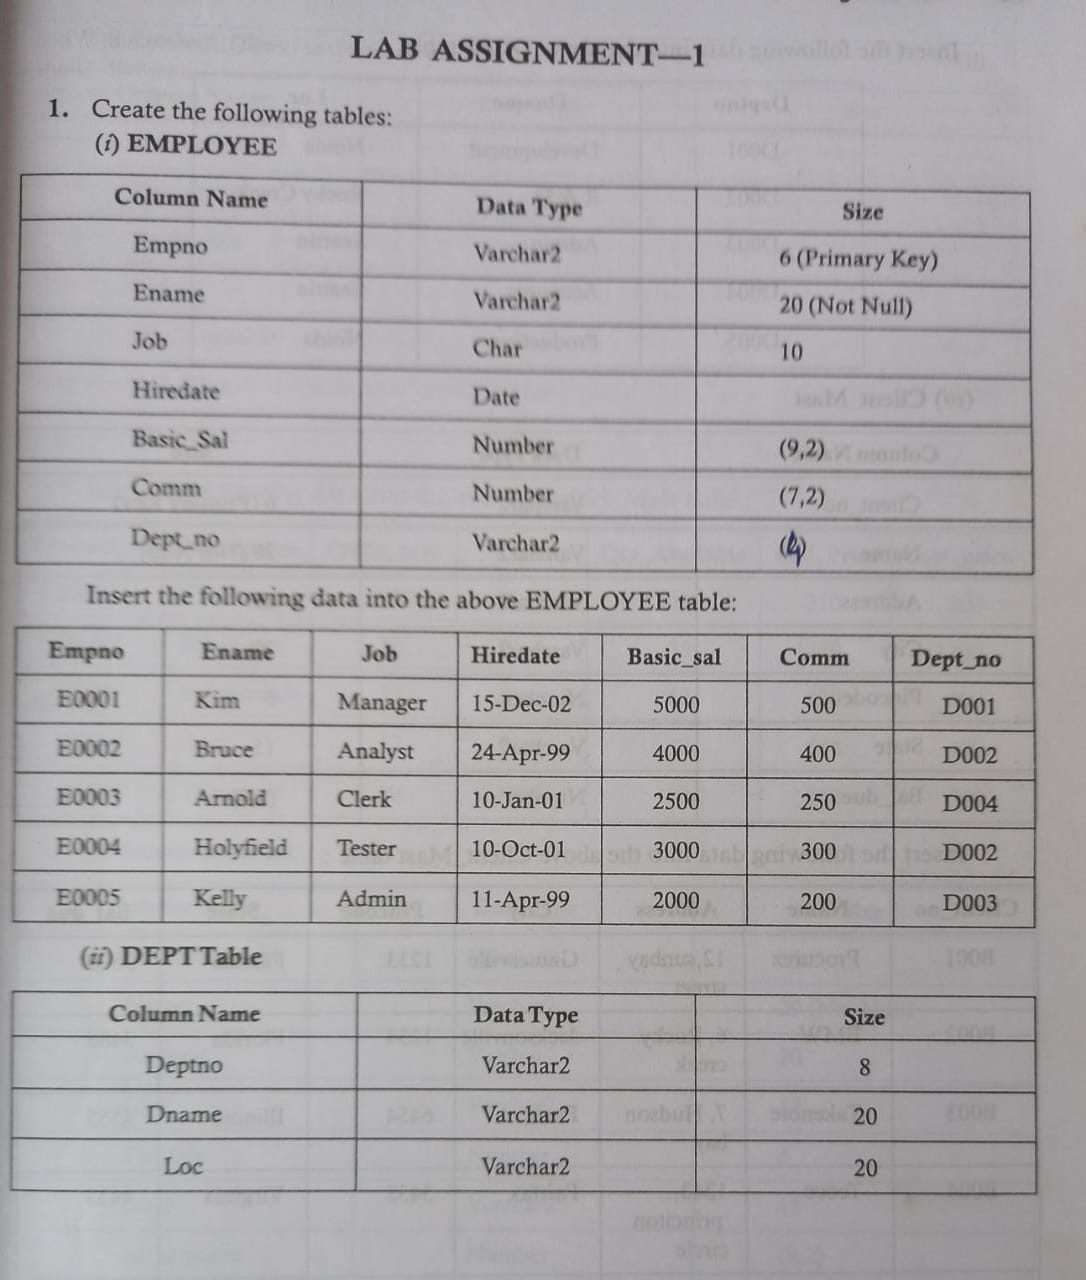 LAB ASSIGNMENT—1
1. Create the following tables:
(i) EMPLOYEE
Column Name Data Type Size
Empno Varchar2 6 (Primary Key)
Ename Varchar2 20 (Not Null)
Job Char 10
Hiredate Date
Basic_Sal Number (9,2)
Comm Number (7,2)
Dept_no Varchar2
Insert the following data into the above EMPLOYEE table:
Empno Ename Job Hiredate Basic_sal Comm Dept_no
E0001 Kim Manager 15-Dec-02 5000 500 D001
E0002 Bruce Analyst 24-Apr-99 4000 400 D002
E0003 Arnold Clerk 10-Jan-01 2500 250 D004
E0004 Holyfield Tester 10-Oct-01 3000 300 D002
E0005 Kelly Admin 11-Apr-99 2000 200 D003
(ii) DEPT Table
Column Name Data Type Size
Deptno Varchar2 8
Dname Varchar2 20
Loc Varchar2 20